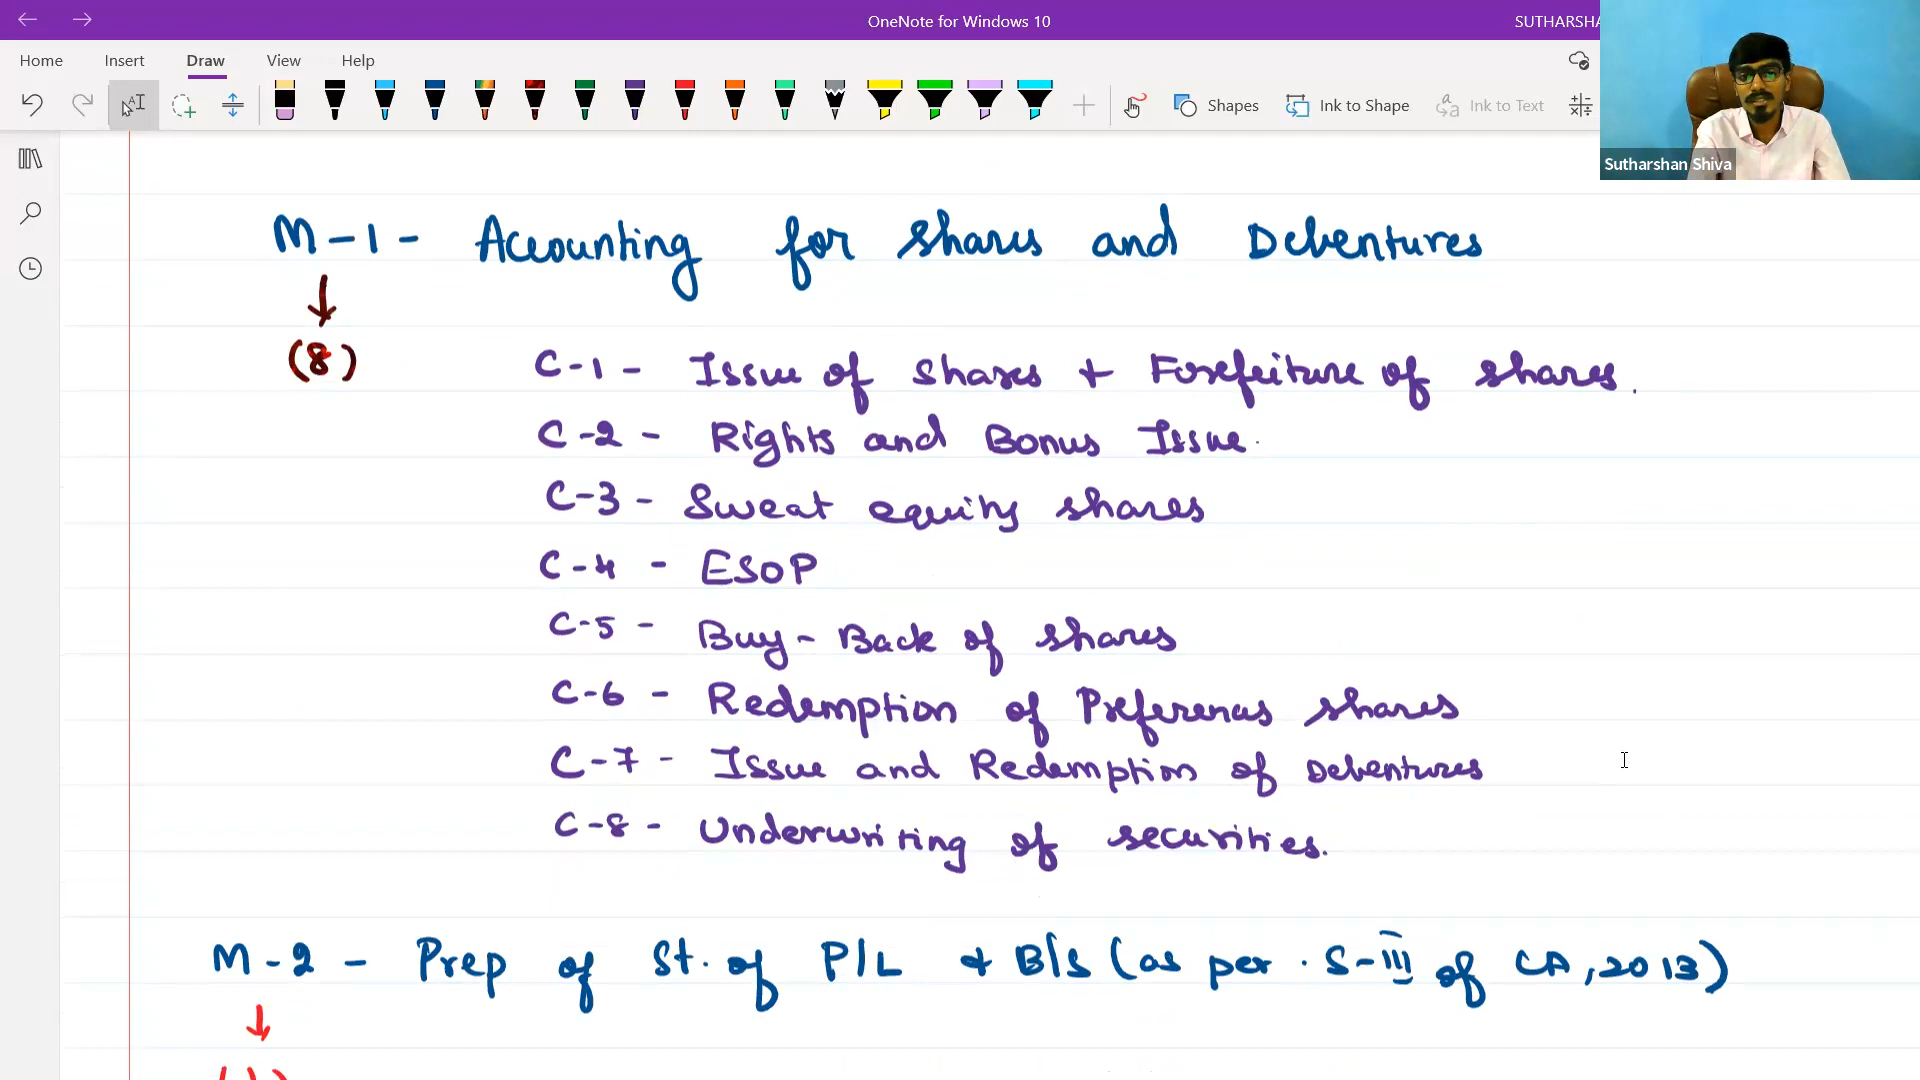 OneNote for Windows 10
SUTHARSHA
Home Insert Draw View Help
Shapes Ink to Shape Ink to Text
Sutharshan Shiva
M-1- Accounting for Shares and Debentures
(8)
C-1- Issue of shares + Forefeiture of shares.
C-2- Rights and Bonus Issue.
C-3- Sweat equity shares
C-4 - ESOP
C-5 - Buy-Back of shares
C-6 - Redemption of Preferences shares
C-7- Issue and Redemption of Debentures
C-8- Underwriting of securities.
M-2 - Prep of St. of P/L & B/S (as per. S-III of CA, 2013)